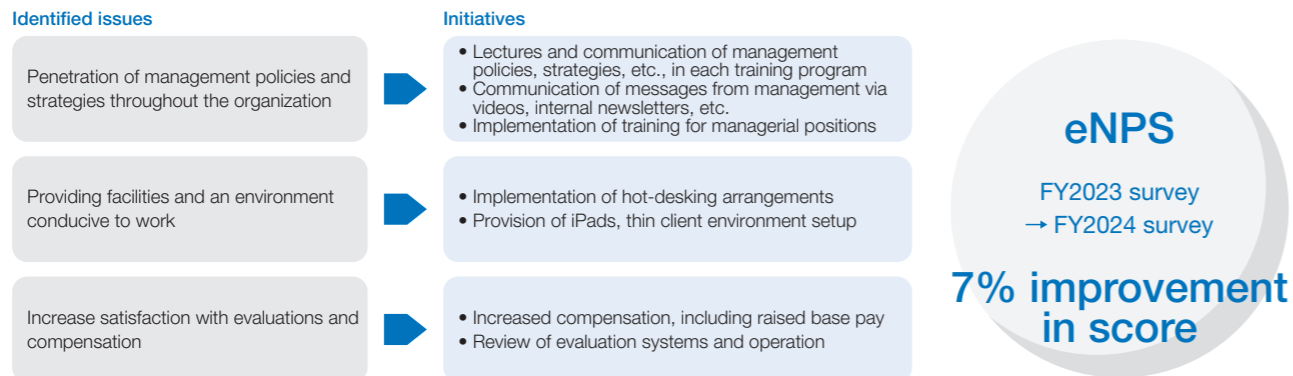 Identified issues
Initiatives
Penetration of management policies and
strategies throughout the organization
• Lectures and communication of management
policies, strategies, etc., in each training program
• Communication of messages from management via
videos, internal newsletters, etc.
• Implementation of training for managerial positions
Providing facilities and an environment
conducive to work
• Implementation of hot-desking arrangements
• Provision of iPads, thin client environment setup
Increase satisfaction with evaluations and
compensation
• Increased compensation, including raised base pay
• Review of evaluation systems and operation
eNPS
FY2023 survey
→ FY2024 survey
7% improvement
in score